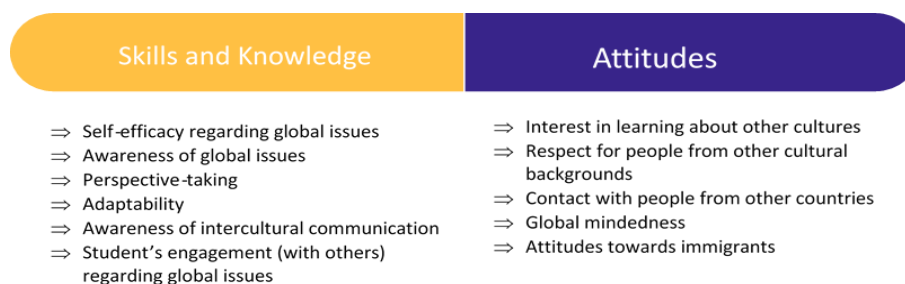 Skills and Knowledge
⇒ Self-efficacy regarding global issues
⇒ Awareness of global issues
⇒ Perspective-taking
⇒ Adaptability
⇒ Awareness of intercultural communication
⇒ Student's engagement (with others)
regarding global issues
Attitudes
⇒ Interest in learning about other cultures
⇒ Respect for people from other cultural
backgrounds
⇒ Contact with people from other countries
⇒ Global mindedness
⇒ Attitudes towards immigrants